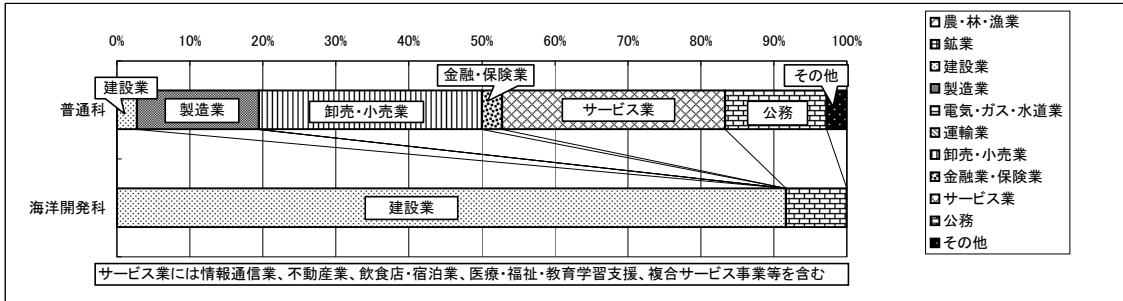 0% 10% 20% 30% 40% 50% 60% 70% 80% 90% 100%
建設業 金融・保険業 その他
普通科 製造業 卸売・小売業 サービス業 公務
海洋開発科 建設業
サービス業には情報通信業、不動産業、飲食店・宿泊業、医療・福祉・教育学習支援、複合サービス事業等を含む
農・林・漁業
鉱業
建設業
製造業
電気・ガス・水道業
運輸業
卸売・小売業
金融業・保険業
サービス業
公務
その他